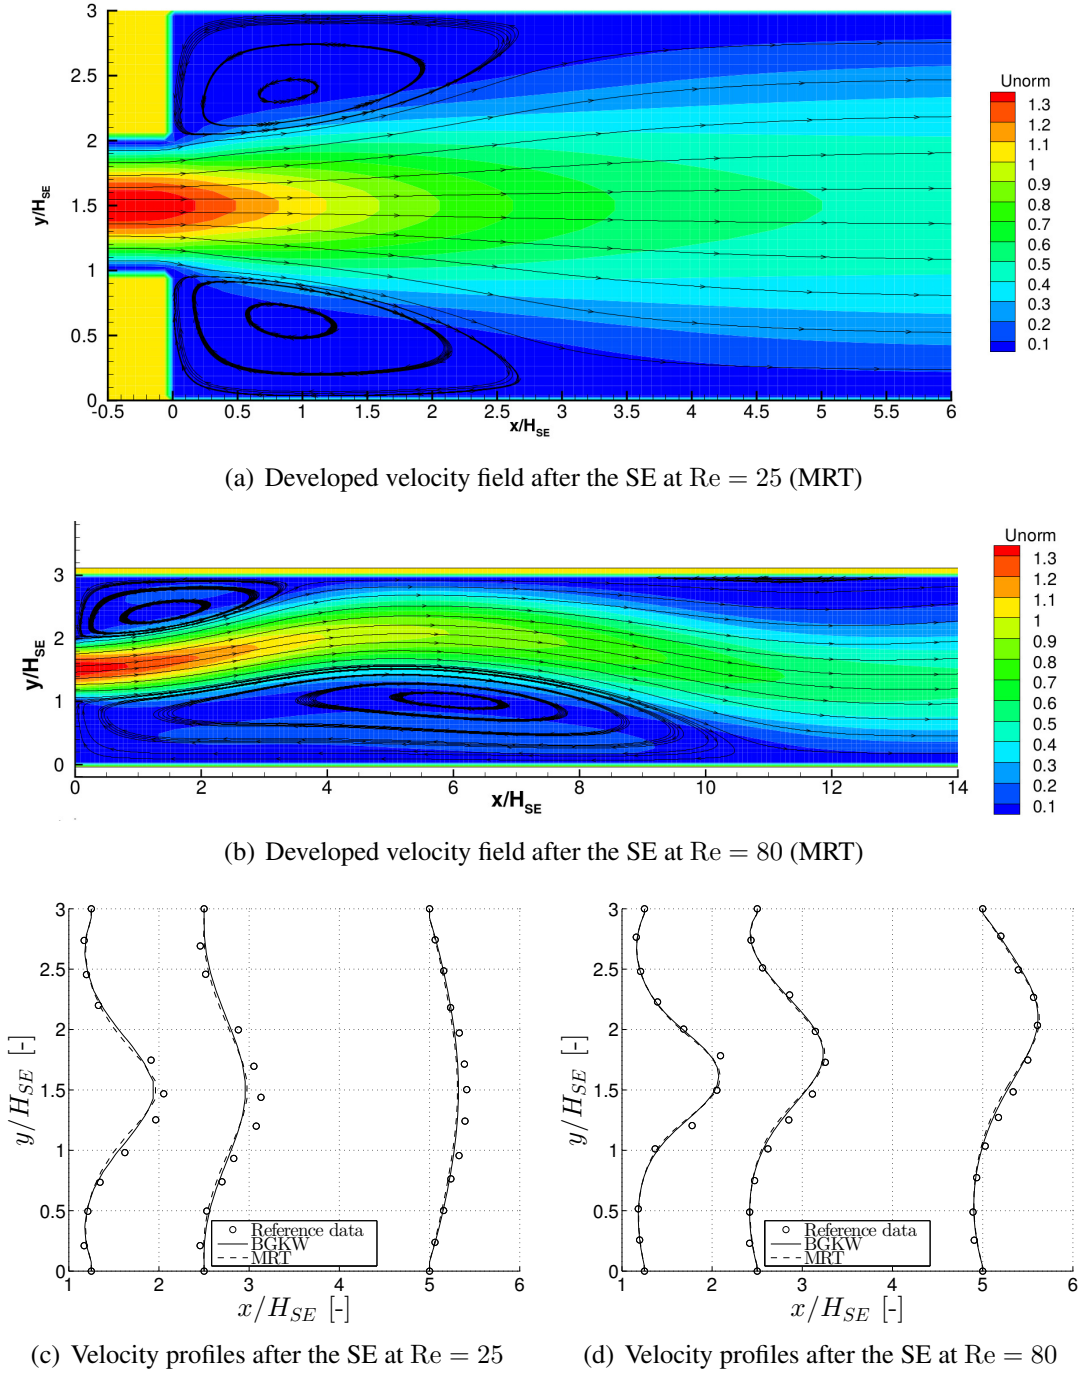 3
2.5
2
1.5
1
0.5
0
y/H_SE
-0.5 0 0.5 1 1.5 2 2.5 3 3.5 4 4.5 5 5.5 6
x/H_SE
Unorm
1.3
1.2
1.1
1
0.9
0.8
0.7
0.6
0.5
0.4
0.3
0.2
0.1
(a) Developed velocity field after the SE at Re = 25 (MRT)
3
2
1
0
y/H_SE
0 2 4 6 8 10 12 14
x/H_SE
Unorm
1.3
1.2
1.1
1
0.9
0.8
0.7
0.6
0.5
0.4
0.3
0.2
0.1
(b) Developed velocity field after the SE at Re = 80 (MRT)
3
2.5
2
1.5
1
0.5
0
y/H_SE [-]
Reference data
BGKW
MRT
1 2 3 4 5 6
x/H_SE [-]
(c) Velocity profiles after the SE at Re = 25
3
2.5
2
1.5
1
0.5
0
y/H_SE [-]
Reference data
BGKW
MRT
1 2 3 4 5 6
x/H_SE [-]
(d) Velocity profiles after the SE at Re = 80